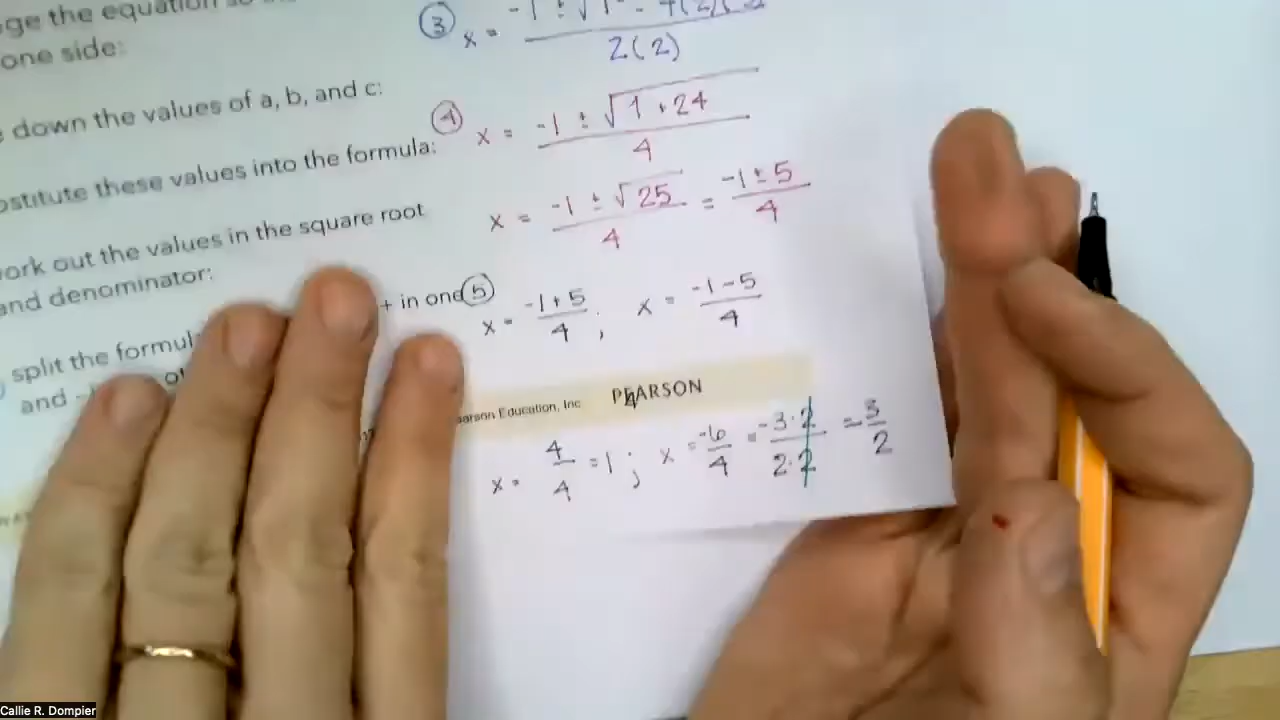 ge the equation so
one side:
③ x = -1 ± √1 - 4(2)(-3 / 2(2)
down the values of a, b, and c:
④ x = -1 ± √1 + 24 / 4
ostitute these values into the formula:
x = -1 ± √25 / 4 = -1 ± 5 / 4
ork out the values in the square root
and denominator:
+ in one ⑤ x = -1 + 5 / 4 ; x = -1 - 5 / 4
split the formul
and -
earson Education, Inc PEARSON
x = 4/4 = 1 ; x = -6/4 = -3·2 / 2·2 = -3/2
Callie R. Dompier